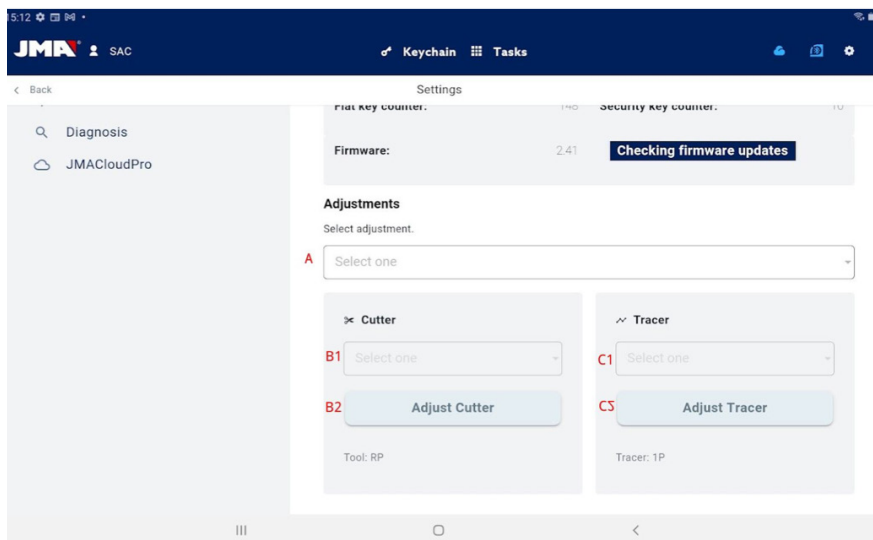 15:12
JMA SAC Keychain Tasks
Back Settings
Flat key counter: 148 Security key counter: 10
Diagnosis
Firmware: 2.41 Checking firmware updates
JMACloudPro
Adjustments
Select adjustment.
A Select one
Cutter Tracer
B1 Select one C1 Select one
B2 Adjust Cutter C2 Adjust Tracer
Tool: RP Tracer: 1P